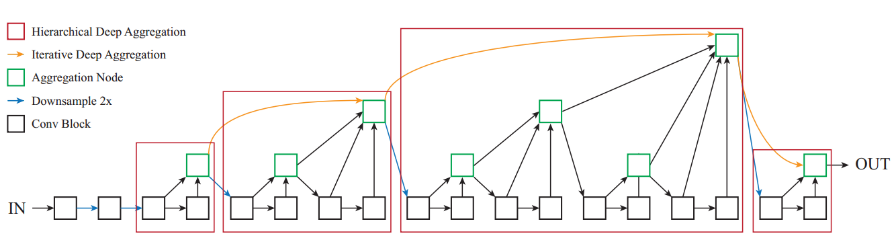 Hierarchical Deep Aggregation
Iterative Deep Aggregation
Aggregation Node
Downsample 2x
Conv Block
IN
OUT